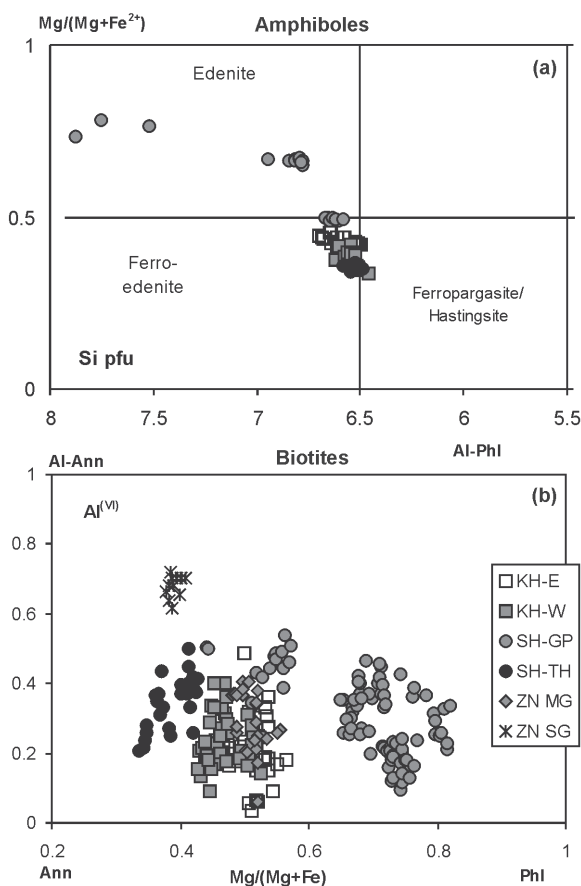 Mg/(Mg+Fe²⁺)
Amphiboles
1
(a)
Edenite
0.5
Ferro-
edenite
Ferropargasite/
Hastingsite
Si pfu
0
8
7.5
7
6.5
6
5.5
Al-Phl
Al-Ann
Biotites
1
(b)
Al(VI)
0.8
0.6
0.4
0.2
0
KH-E
KH-W
SH-GP
SH-TH
ZN MG
ZN SG
0.2
0.4
0.6
0.8
1
Ann
Mg/(Mg+Fe)
Phl